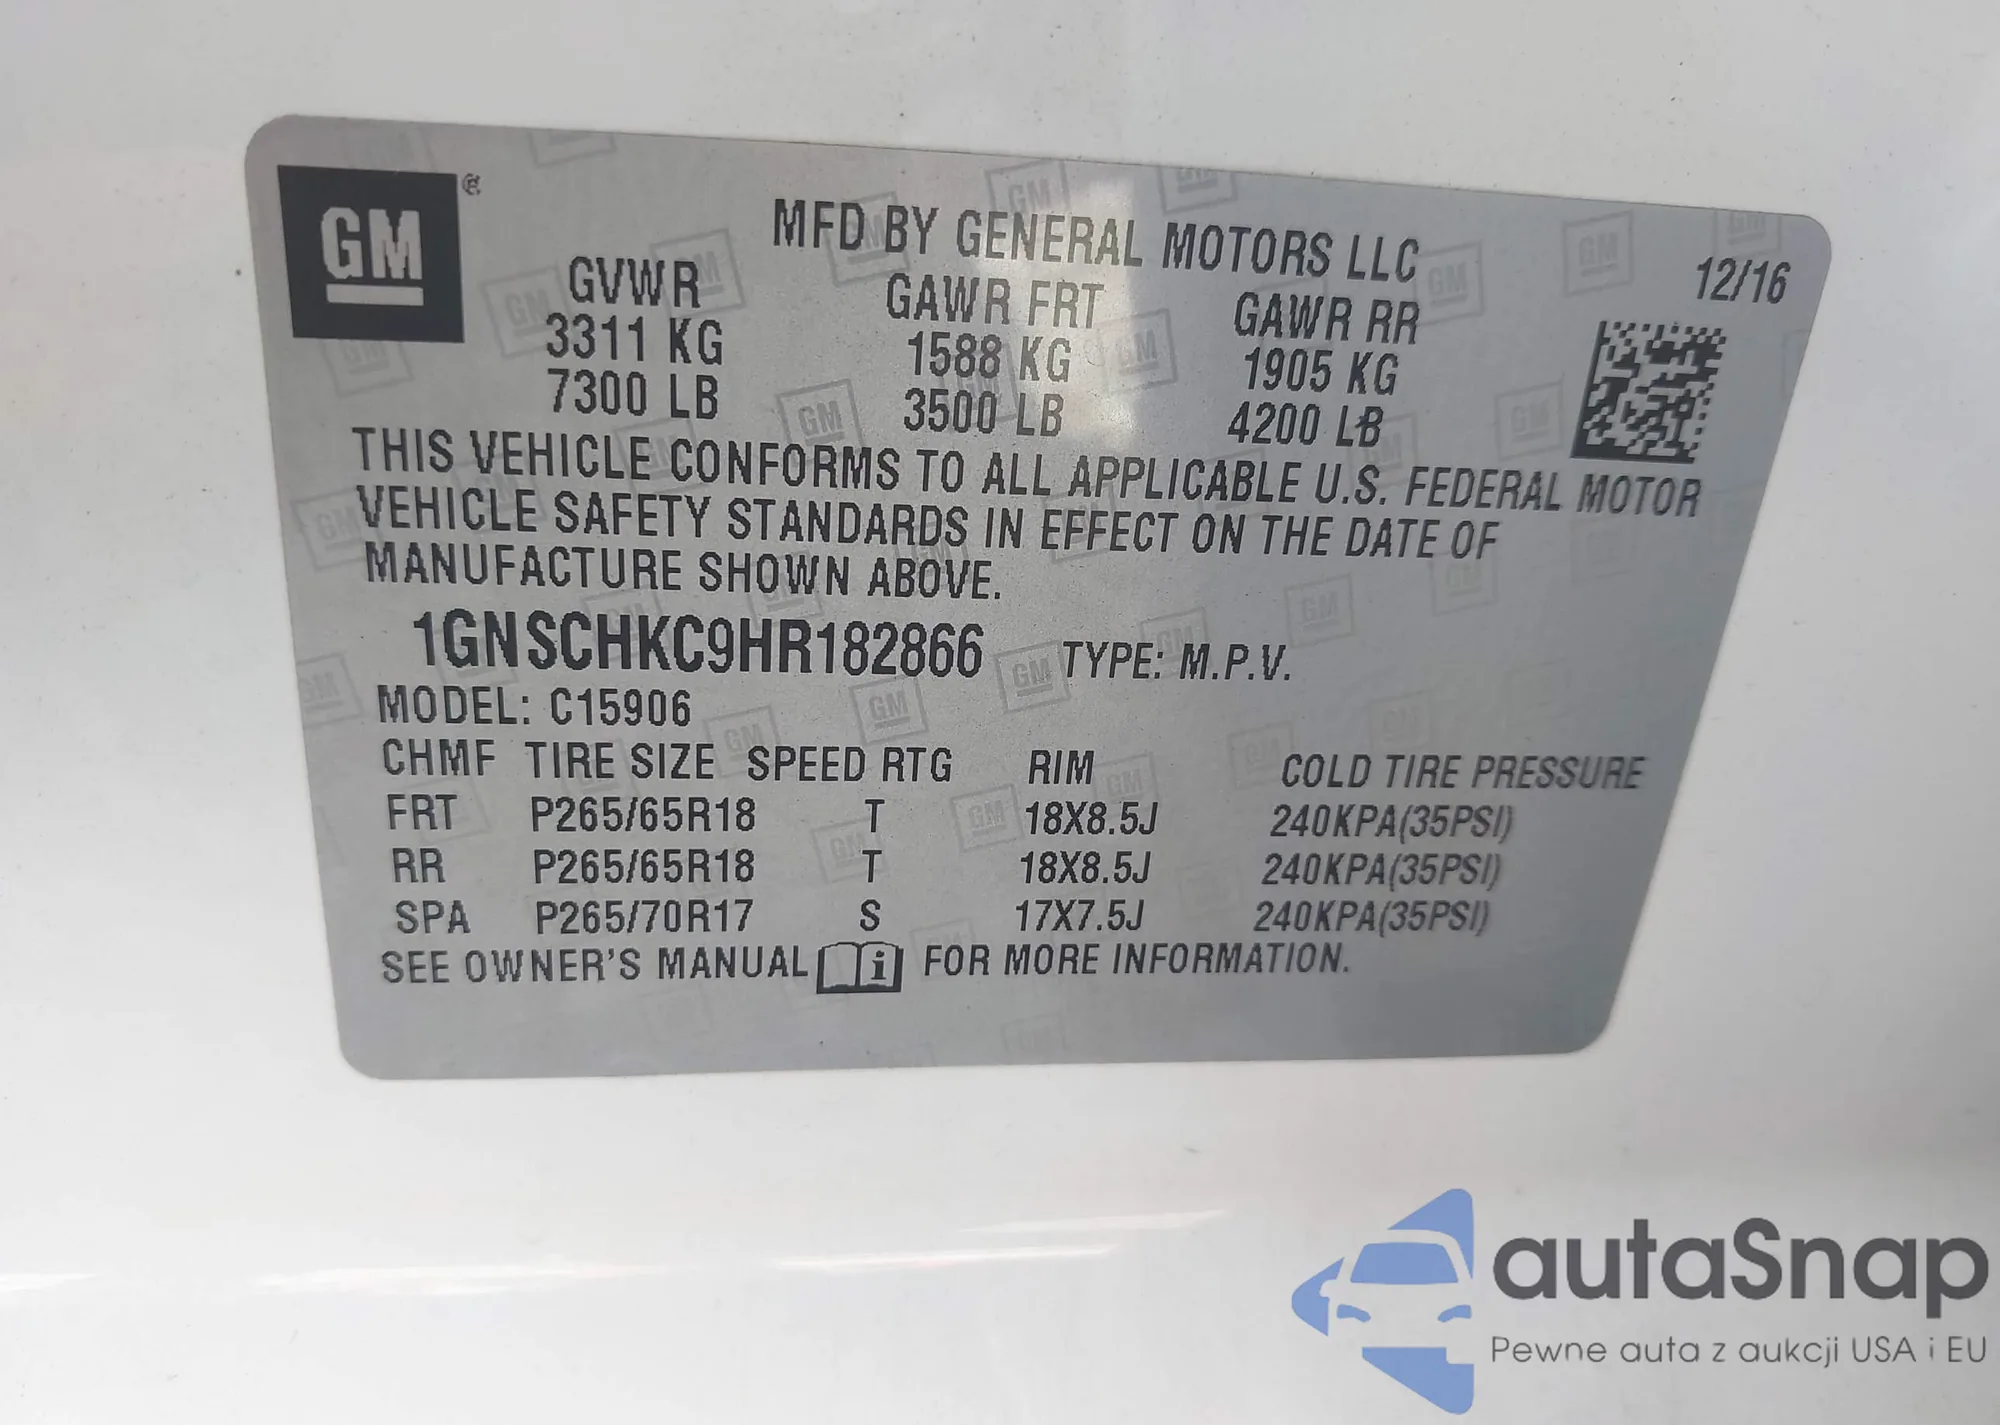 GM
MFD BY GENERAL MOTORS LLC
12/16
GVWR GAWR FRT GAWR RR
3311 KG 1588 KG 1905 KG
7300 LB 3500 LB 4200 LB
THIS VEHICLE CONFORMS TO ALL APPLICABLE U.S. FEDERAL MOTOR
VEHICLE SAFETY STANDARDS IN EFFECT ON THE DATE OF
MANUFACTURE SHOWN ABOVE.
1GNSCHKC9HR182866 TYPE: M.P.V.
MODEL: C15906
CHMF TIRE SIZE SPEED RTG RIM COLD TIRE PRESSURE
FRT P265/65R18 T 18X8.5J 240KPA(35PSI)
RR P265/65R18 T 18X8.5J 240KPA(35PSI)
SPA P265/70R17 S 17X7.5J 240KPA(35PSI)
SEE OWNER'S MANUAL i FOR MORE INFORMATION.
autaSnap
Pewne auta z aukcji USA i EU